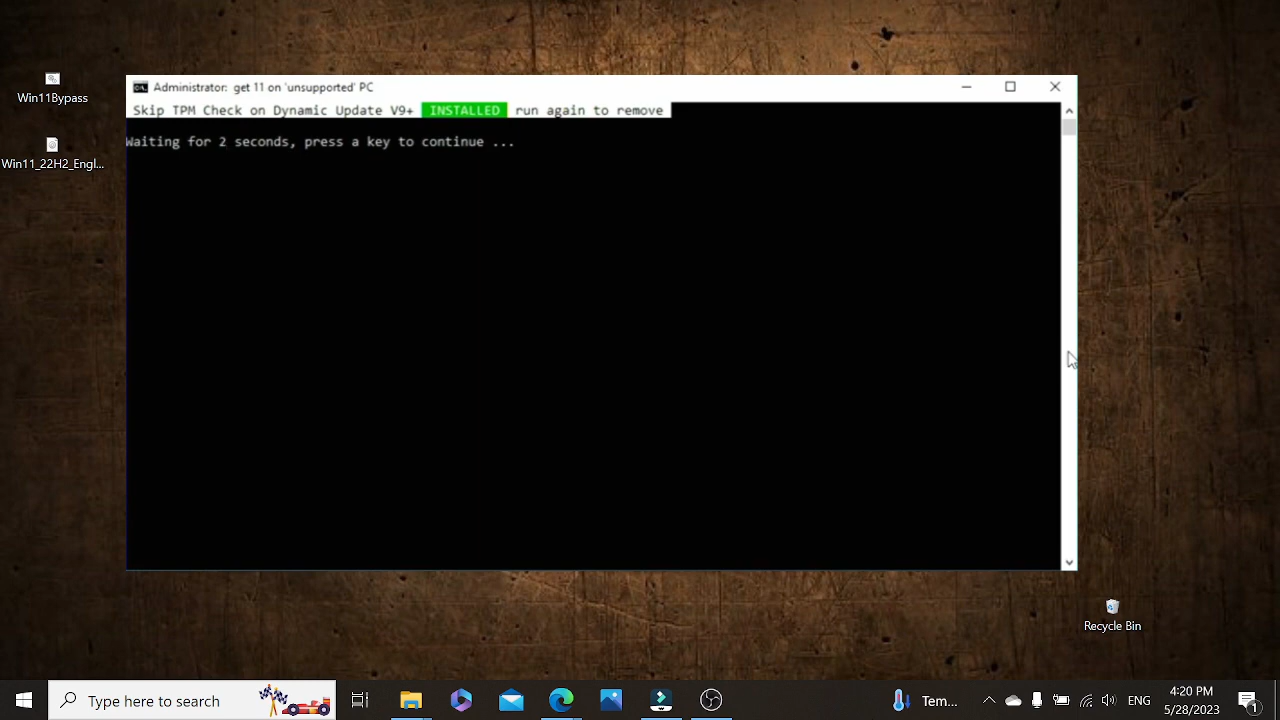 Administrator: get 11 on 'unsupported' PC
Skip TPM Check on Dynamic Update V9+ INSTALLED run again to remove
Waiting for 2 seconds, press a key to continue ...
Win11Bypass
Win11_22H2_Engl...
Recycle Bin
Type here to search
Tem...
ENG
4:20 PM
5/28/2023
1